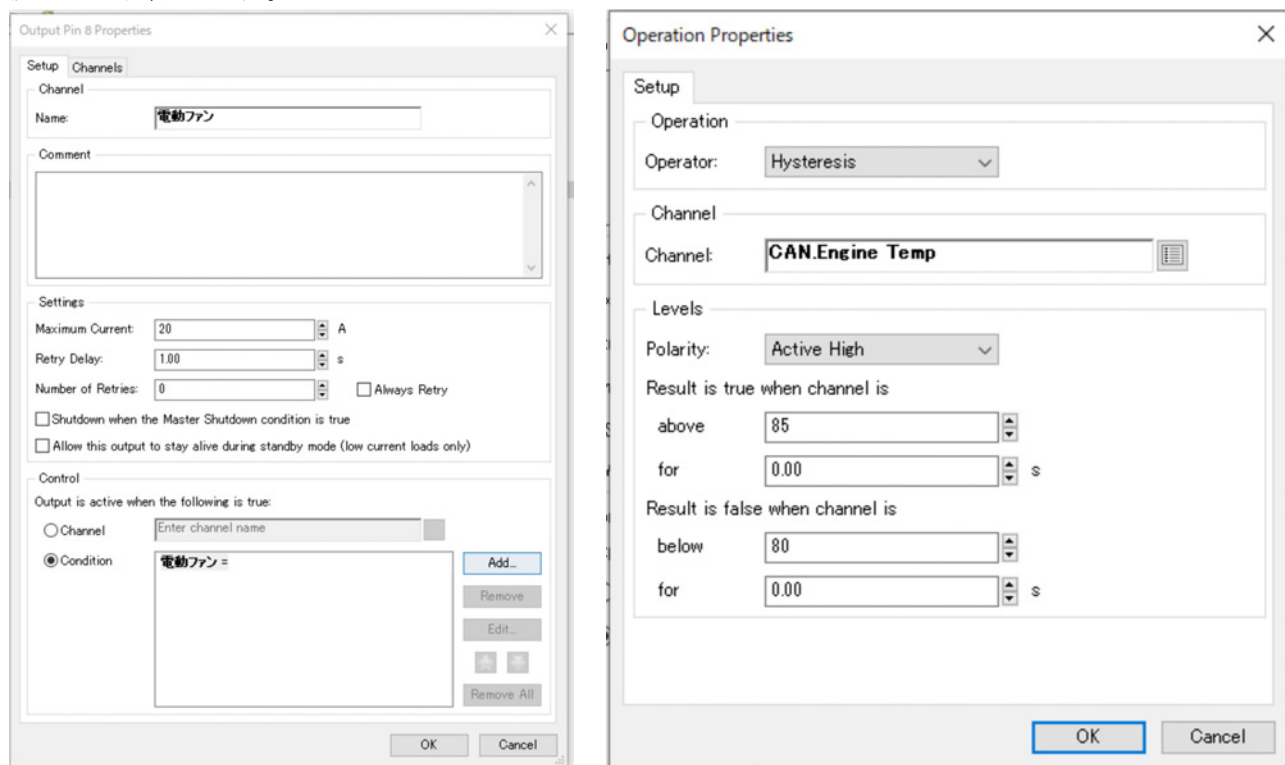 Output Pin 8 Properties
Setup Channels
Channel
Name: 電動ファン
Comment
Settings
Maximum Current: 20 A
Retry Delay: 1.00 s
Number of Retries: 0 Always Retry
Shutdown when the Master Shutdown condition is true
Allow this output to stay alive during standby mode (low current loads only)
Control
Output is active when the following is true:
Channel Enter channel name
Condition 電動ファン = Add...
Remove
Edit...
Remove All
OK Cancel
Operation Properties
Setup
Operation
Operator: Hysteresis
Channel
Channel: CAN.Engine Temp
Levels
Polarity: Active High
Result is true when channel is
above 85
for 0.00 s
Result is false when channel is
below 80
for 0.00 s
OK Cancel